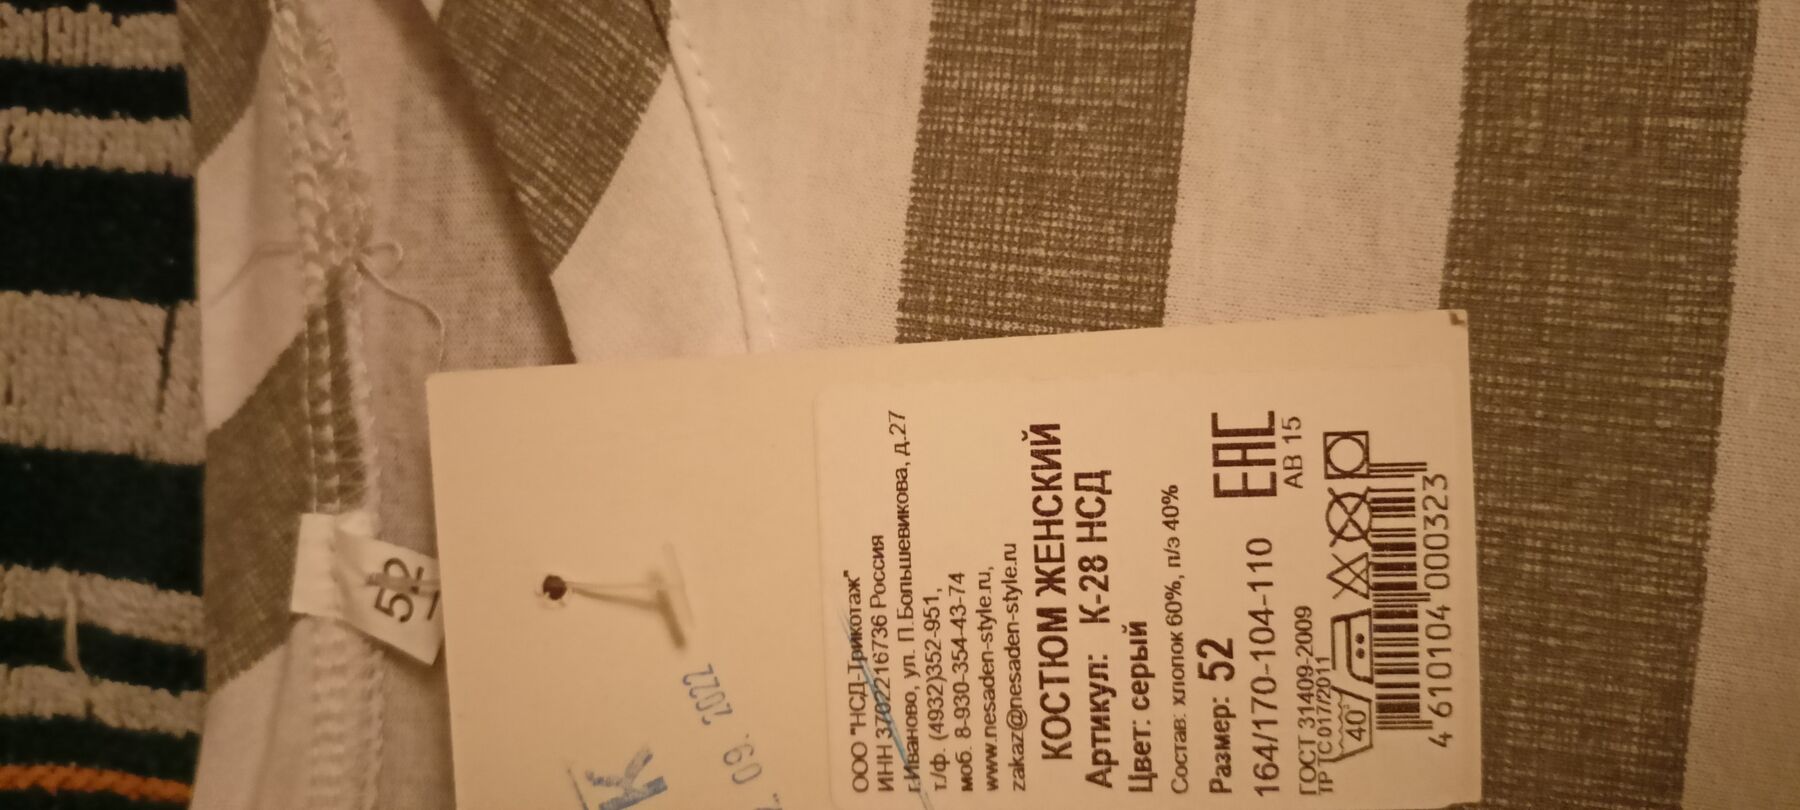 52
К
09. 2022
ООО "НСД-Трикотаж"
ИНН 3702216736 Россия
г.Иваново, ул. П.Большевикова, д.27
т/ф. (4932)352-951,
моб. 8-930-354-43-74
www.nesaden-style.ru,
zakaz@nesaden-style.ru
КОСТЮМ ЖЕНСКИЙ
Артикул: К-28 НСД
Цвет: серый
Состав: хлопок 60%, п/э 40%
Размер: 52
164/170-104-110
EAC
АВ 15
ГОСТ 31409-2009
ТР ТС 017/2011
40°
4 610104 000323